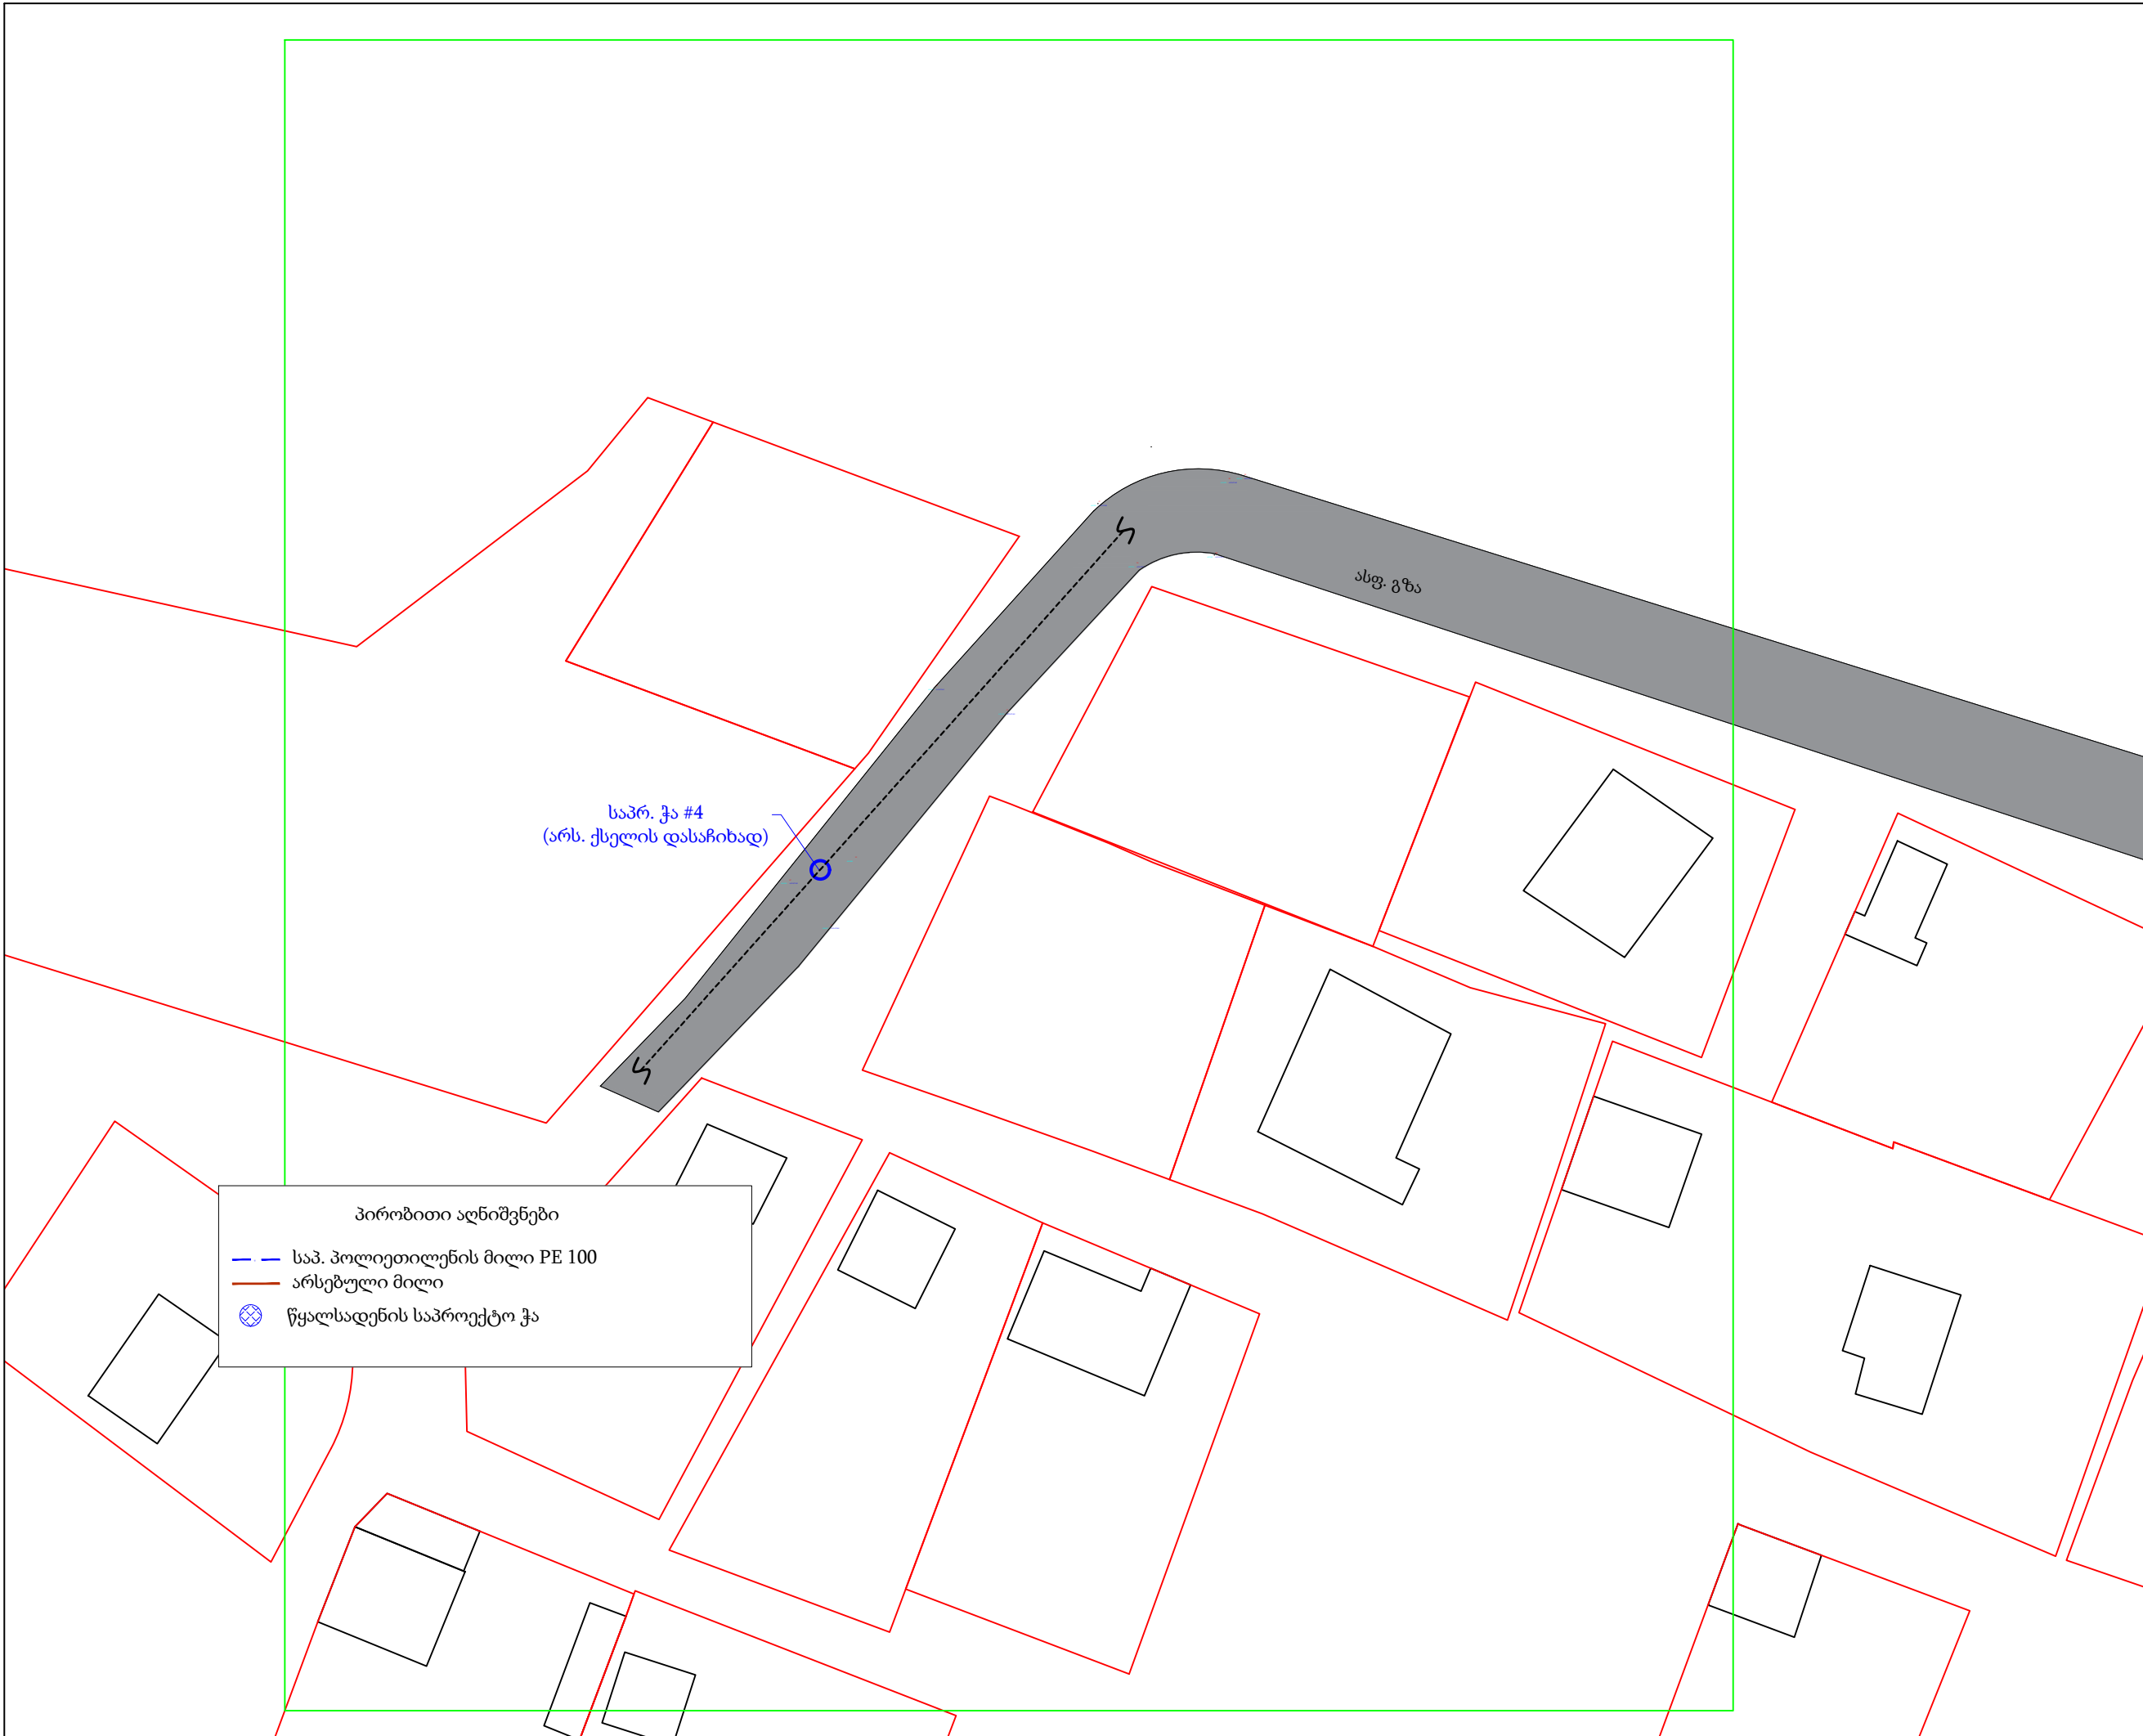 ასფ. გზა
საპრ. ჭა #4
(არს. ქსელის დასაჩიხად)
პირობითი აღნიშვნები
საპ. პოლიეთილენის მილი PE 100
არსებული მილი
წყალსადენის საპროექტო ჭა